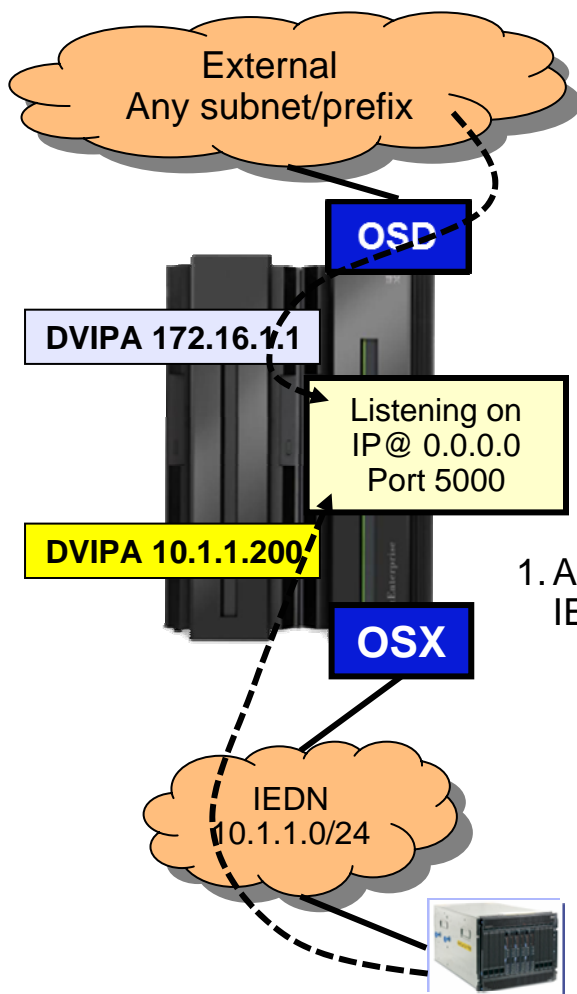 External
Any subnet/prefix
OSD
DVIPA 172.16.1.1
Listening on
IP@ 0.0.0.0
Port 5000
DVIPA 10.1.1.200
Enterprise
1. A
IE
OSX
IEDN
10.1.1.0/24